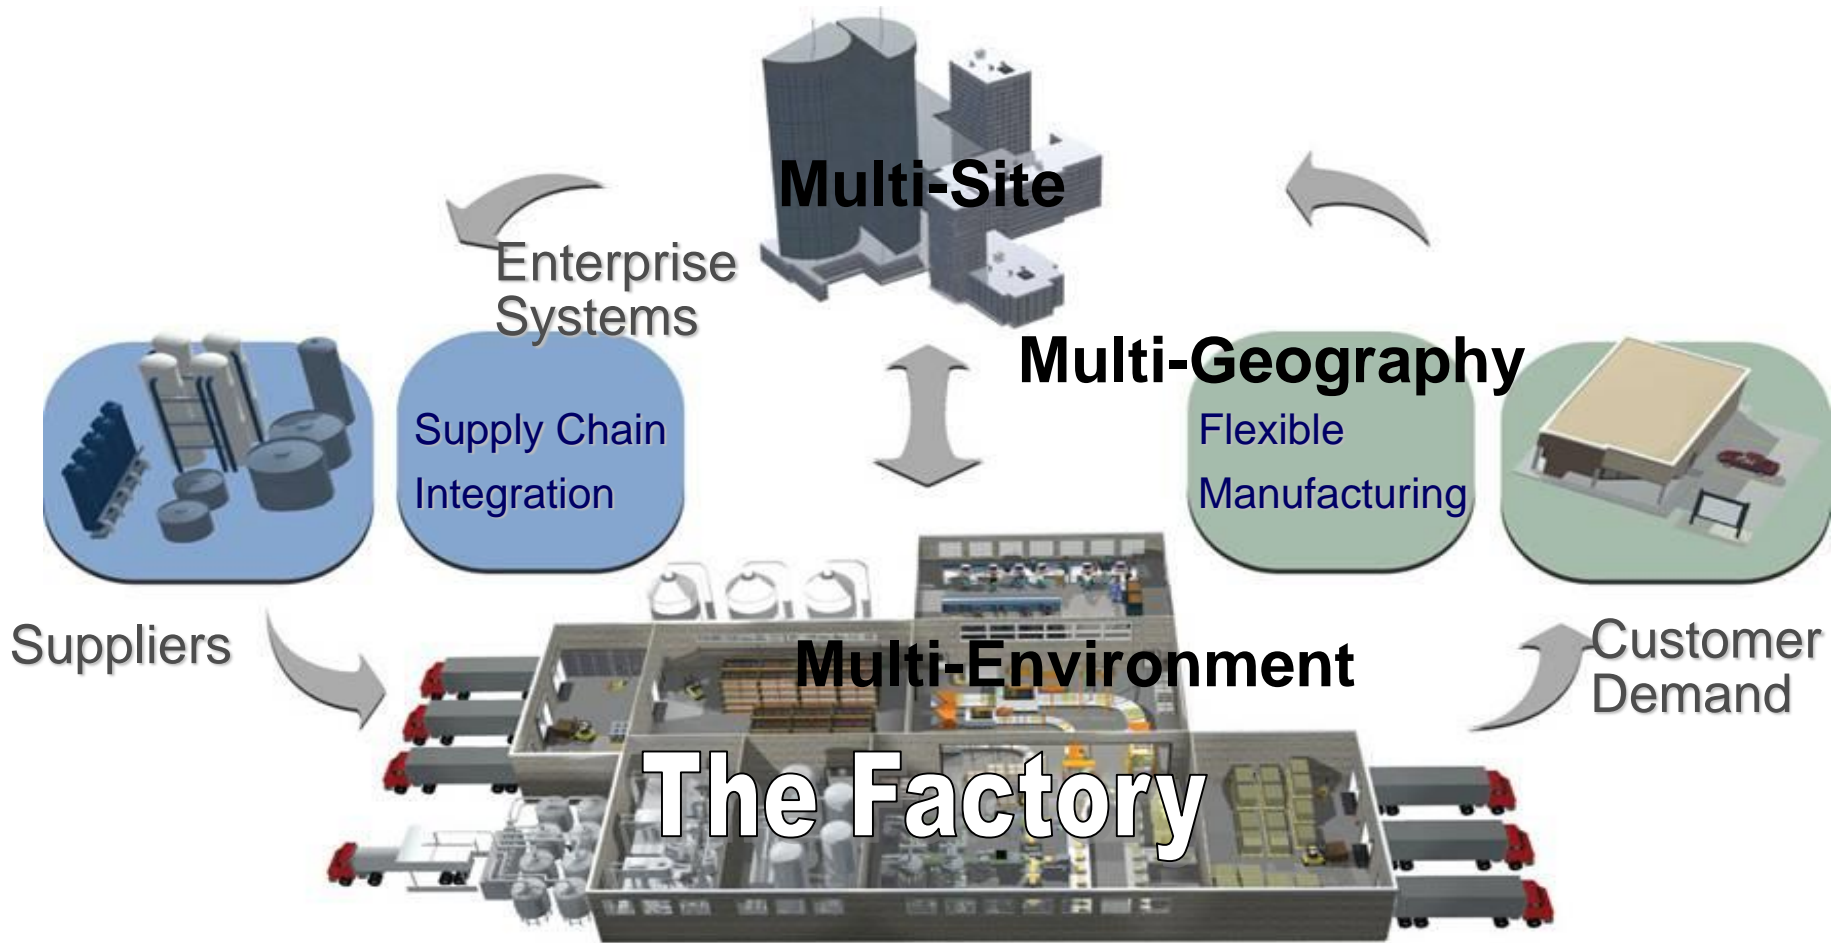 Multi-Site
Enterprise
Systems
Multi-Geography
Supply Chain
Integration
Flexible
Manufacturing
Suppliers
Multi-Environment
Customer
Demand
The Factory